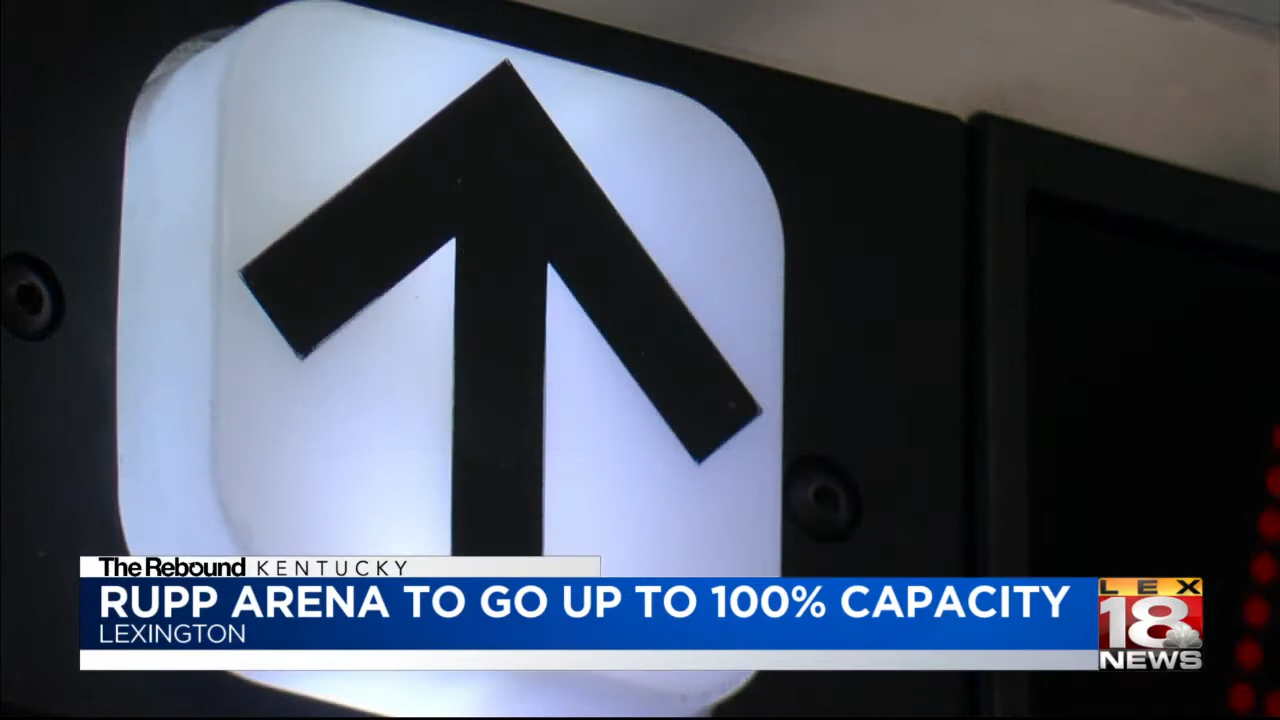 The Rebound KENTUCKY
RUPP ARENA TO GO UP TO 100% CAPACITY
LEXINGTON
LEX
18
NEWS